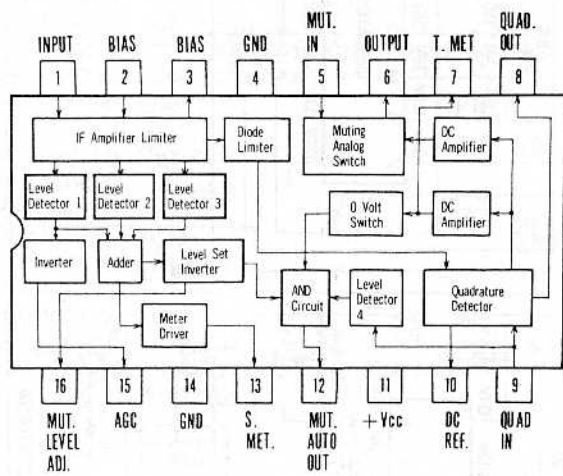 INPUT BIAS BIAS GND MUT. IN OUTPUT T. MET QUAD. OUT
1 2 3 4 5 6 7 8
IF Amplifier Limiter
Diode Limiter
Muting Analog Switch
DC Amplifier
Level Detector 1
Level Detector 2
Level Detector 3
0 Volt Switch
DC Amplifier
Inverter
Adder
Level Set Inverter
AND Circuit
Level Detector 4
Quadrature Detector
Meter Driver
16 15 14 13 12 11 10 9
MUT. LEVEL ADJ.
AGC
GND
S. MET.
MUT. AUTO OUT
+Vcc
DC REF.
QUAD IN